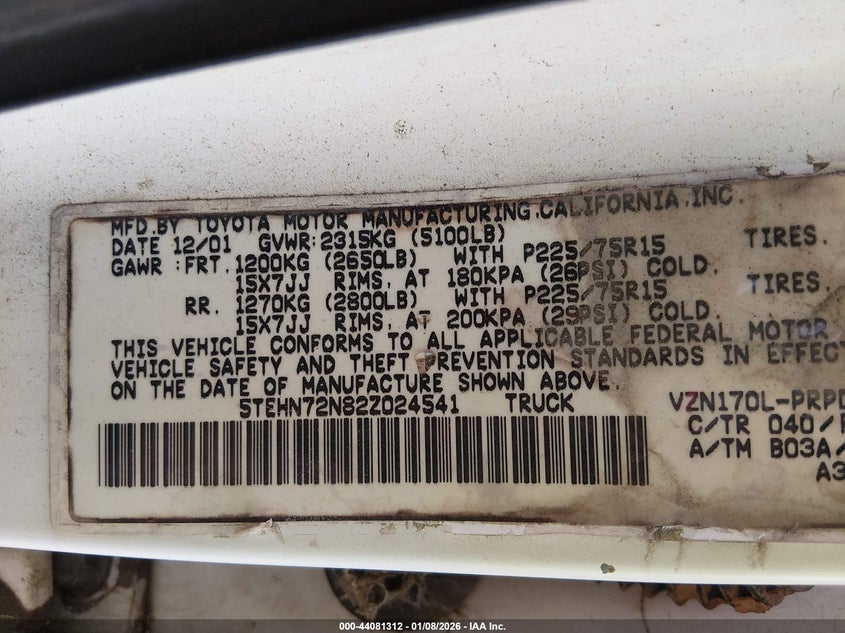 MFD.BY TOYOTA MOTOR MANUFACTURING.CALIFORNIA.INC.
DATE 12/01 GVWR:2315KG (5100LB)
GAWR :FRT. 1200KG (2650LB) WITH P225/75R15 TIRES.
15X7JJ RIMS, AT 180KPA (26PSI) COLD.
RR. 1270KG (2800LB) WITH P225/75R15 TIRES.
15X7JJ RIMS, AT 200KPA (29PSI) COLD.
THIS VEHICLE CONFORMS TO ALL APPLICABLE FEDERAL MOTOR
VEHICLE SAFETY AND THEFT PREVENTION STANDARDS IN EFFECT
ON THE DATE OF MANUFACTURE SHOWN ABOVE.
5TEHN72N82Z024541 TRUCK VZN170L-PRPD
C/TR 040/F
A/TM B03A/
A3
000-44081312 - 01/08/2026 - IAA Inc.